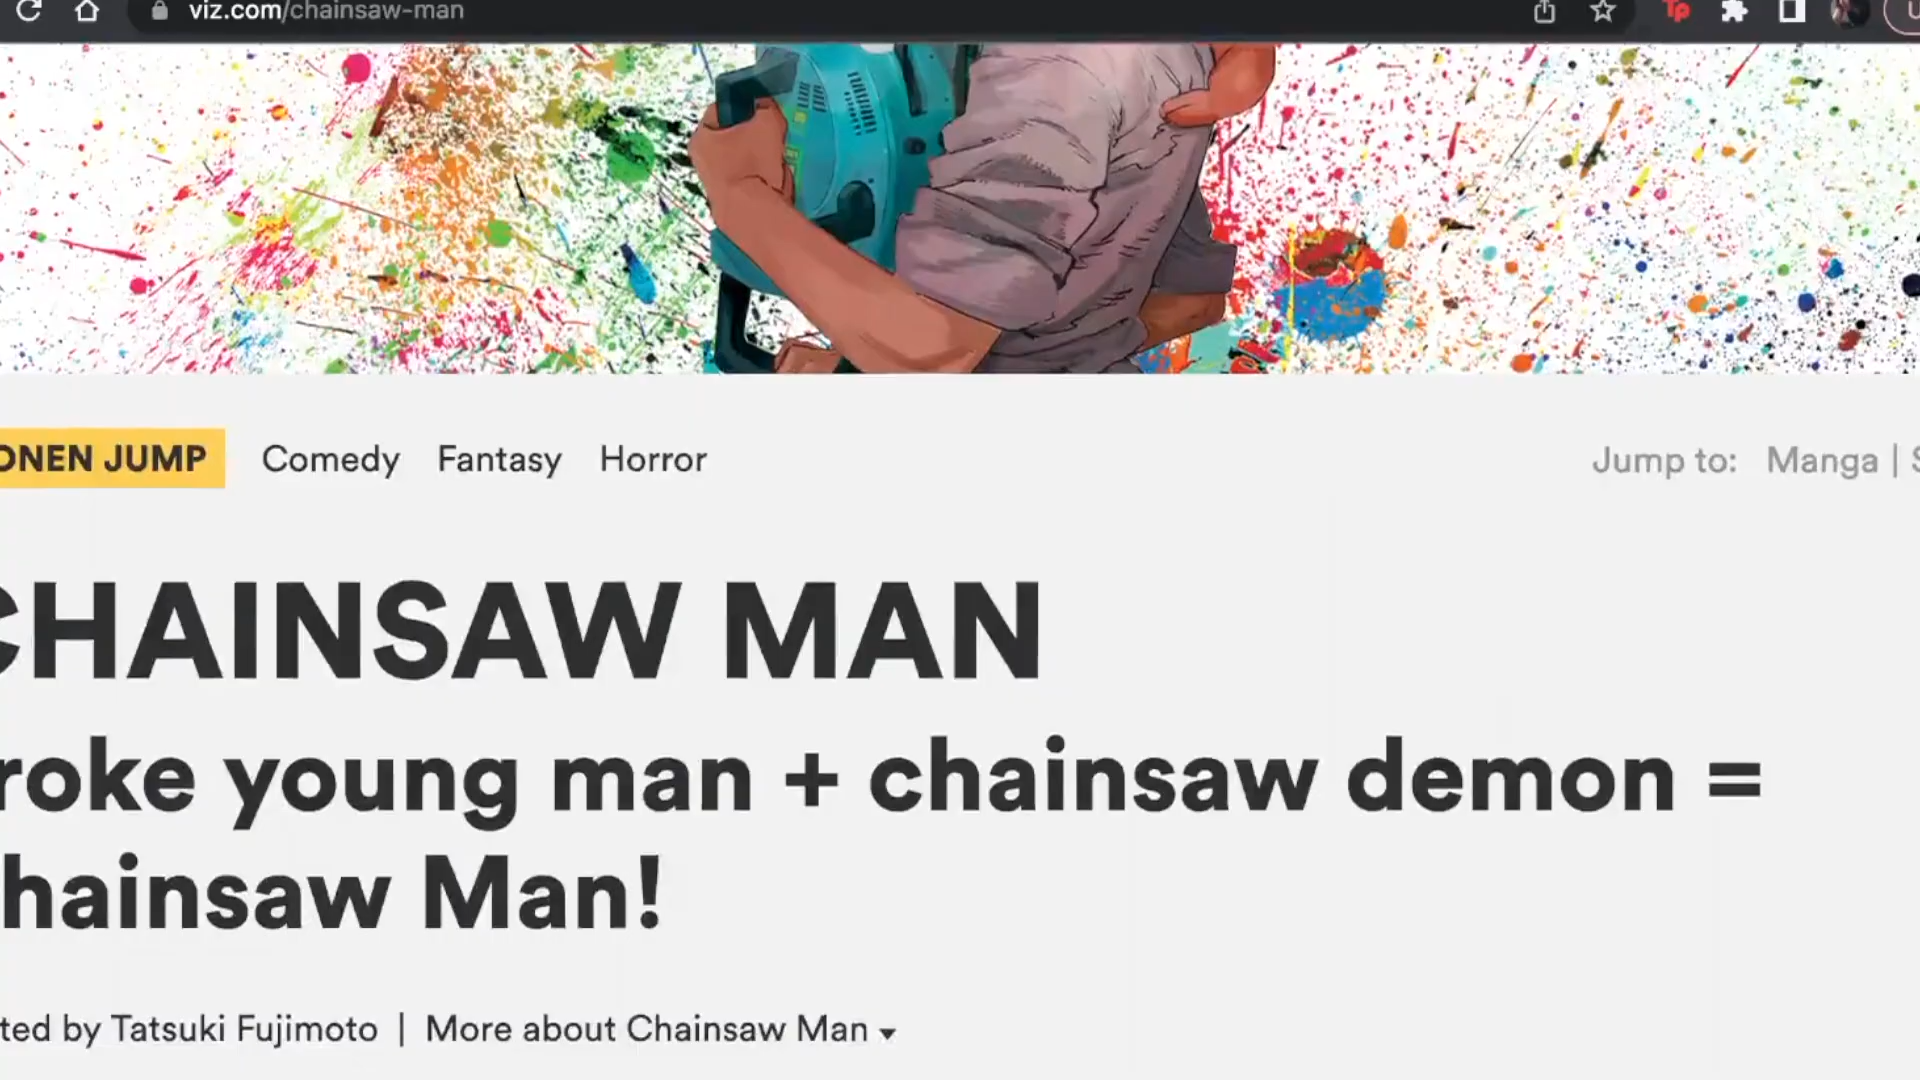 viz.com/chainsaw-man
Tp
ONEN JUMP Comedy Fantasy Horror Jump to: Manga | S
CHAINSAW MAN
roke young man + chainsaw demon =
hainsaw Man!
ted by Tatsuki Fujimoto | More about Chainsaw Man